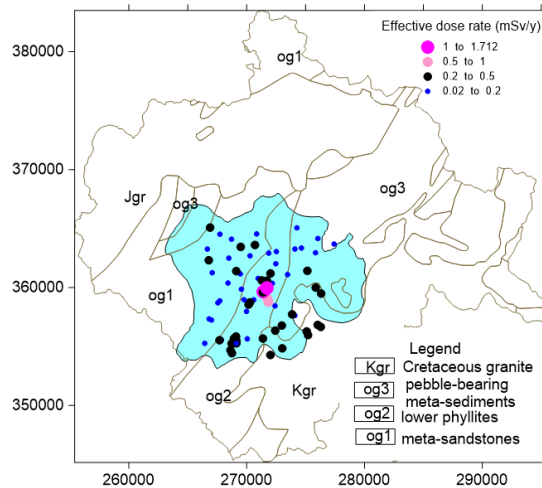 Effective dose rate (mSv/y)
1 to 1.712
0.5 to 1
0.2 to 0.5
0.02 to 0.2
380000
370000
360000
350000
og1
og3
Jgr
og3
og1
og2
Kgr
Legend
Kgr Cretaceous granite
og3 pebble-bearing
meta-sediments
og2 lower phyllites
og1 meta-sandstones
260000 270000 280000 290000